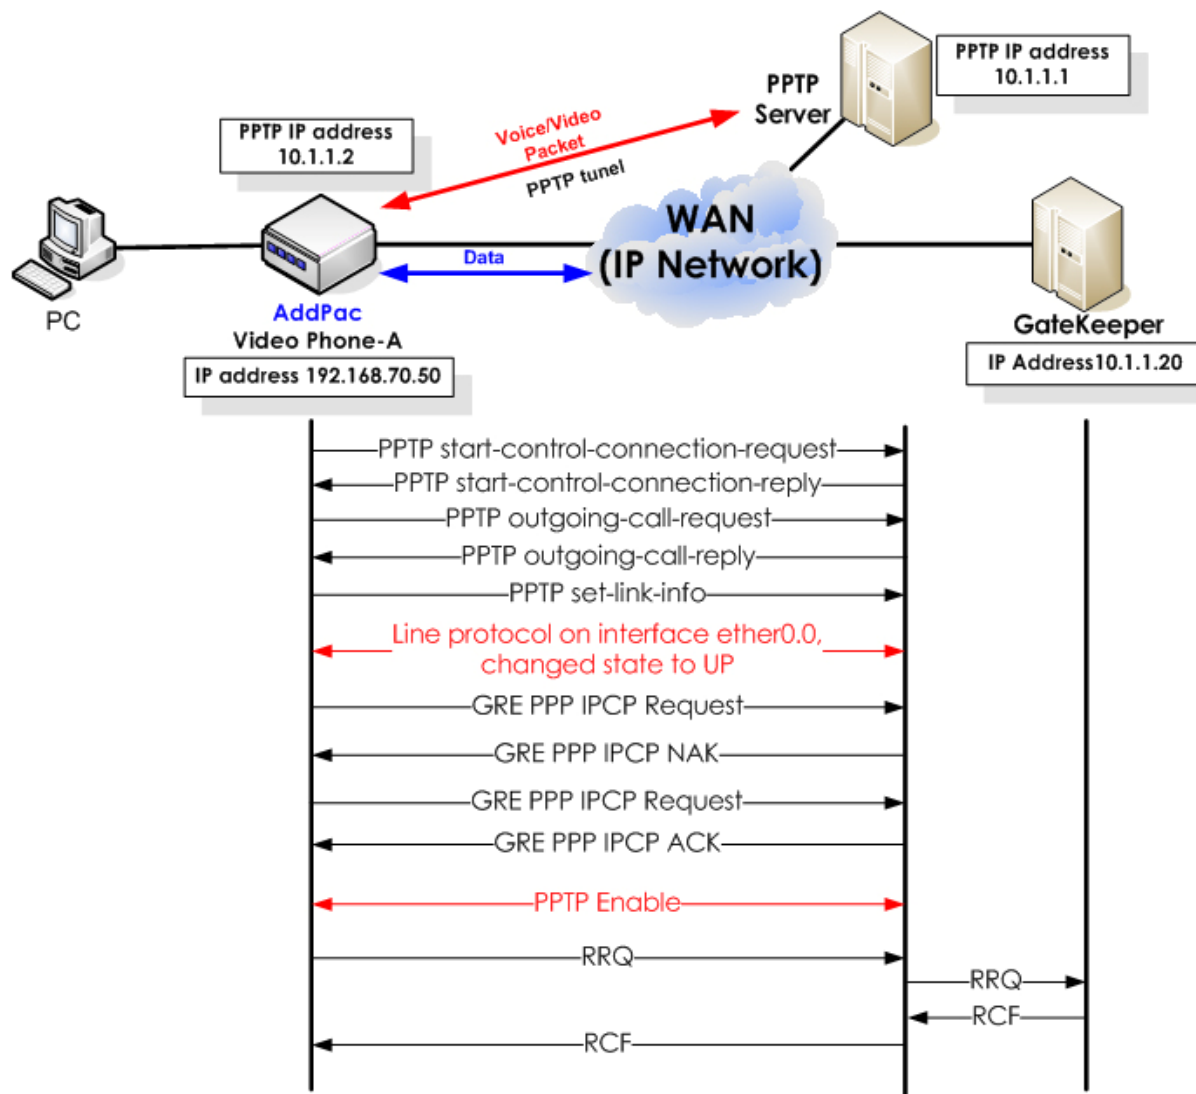 PPTP IP address
10.1.1.1
PPTP
Server
PPTP IP address
10.1.1.2
Voice/Video
Packet
PPTP tunel
WAN
(IP Network)
Data
PC
AddPac
Video Phone-A
IP address 192.168.70.50
GateKeeper
IP Address10.1.1.20
PPTP start-control-connection-request
PPTP start-control-connection-reply
PPTP outgoing-call-request
PPTP outgoing-call-reply
PPTP set-link-info
Line protocol on interface ether0.0,
changed state to UP
GRE PPP IPCP Request
GRE PPP IPCP NAK
GRE PPP IPCP Request
GRE PPP IPCP ACK
PPTP Enable
RRQ
RRQ
RCF
RCF